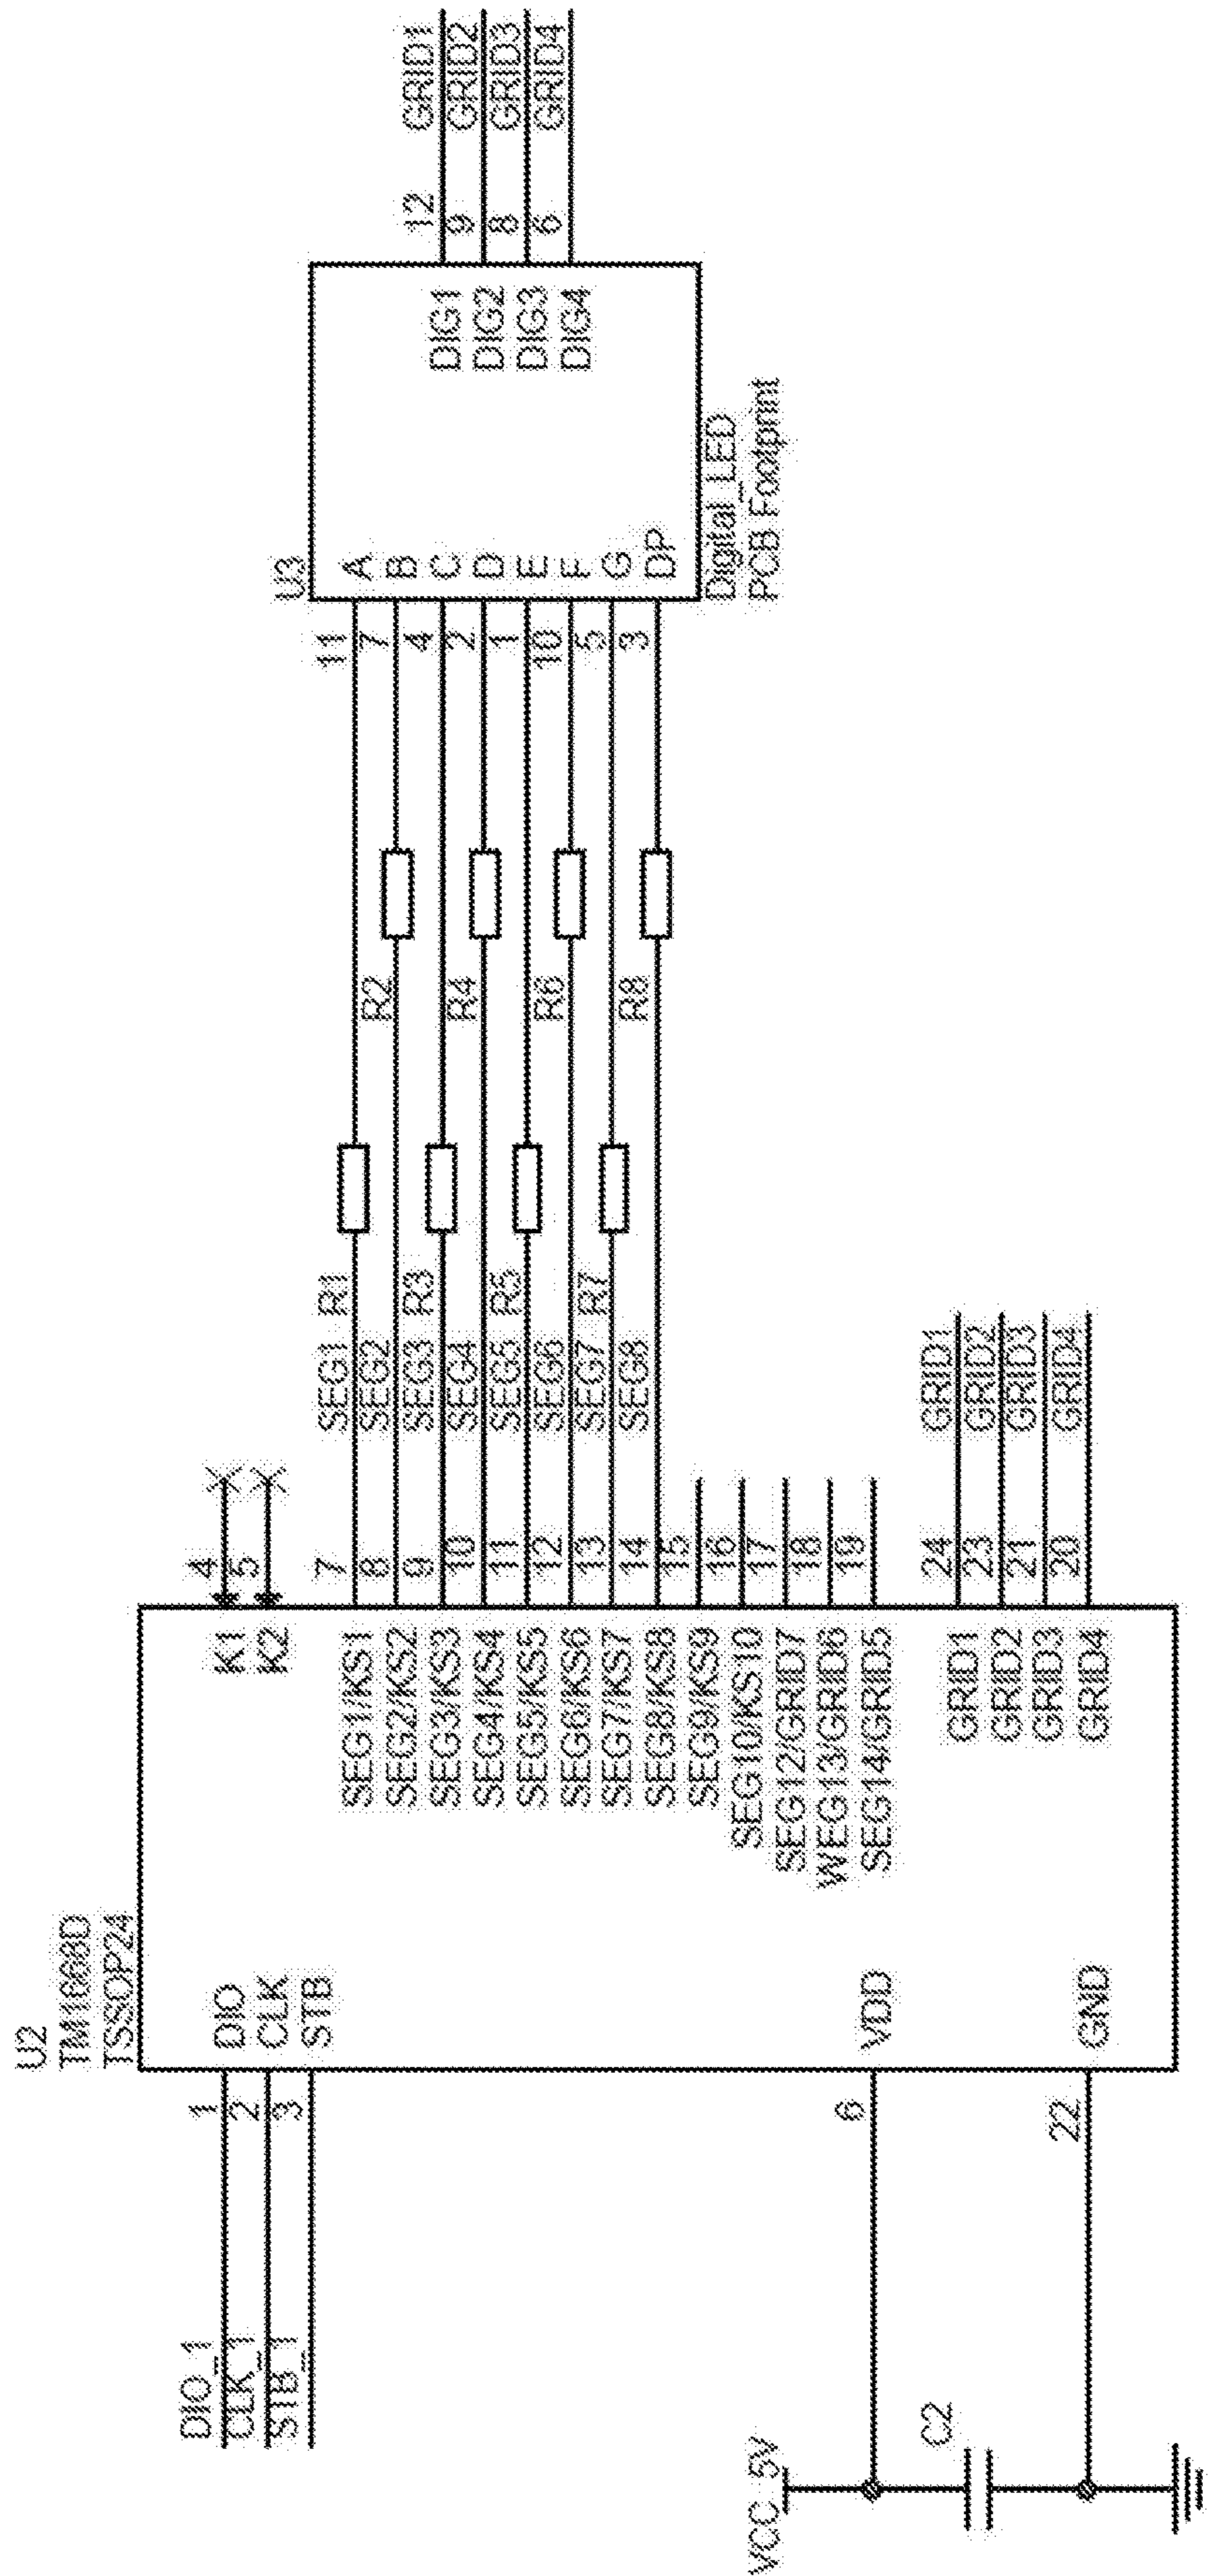 U2
TM1668D
TSSOP24
DIO_1
CLK_1
STB_1
1
2
3
DIO
CLK
STB
VCC_5V
C2
6
VDD
22
GND
K1
K2
4
5
SEG1/KS1
SEG2/KS2
SEG3/KS3
SEG4/KS4
SEG5/KS5
SEG6/KS6
SEG7/KS7
SEG8/KS8
SEG9/KS9
SEG10/KS10
SEG12/GRID7
WEG13/GRID6
SEG14/GRID5
GRID1
GRID2
GRID3
GRID4
7
8
9
10
11
12
13
14
15
16
17
18
19
24
23
21
20
GRID1
GRID2
GRID3
GRID4
SEG1 R1
SEG2
SEG3 R3
SEG4
SEG5 R5
SEG6
SEG7 R7
SEG8
R2
R4
R6
R8
11
7
4
2
1
10
5
3
U3
A
B
C
D
E
F
G
DP
DIG1
DIG2
DIG3
DIG4
Digital_LED
PCB Footprint
12
9
8
6
GRID1
GRID2
GRID3
GRID4